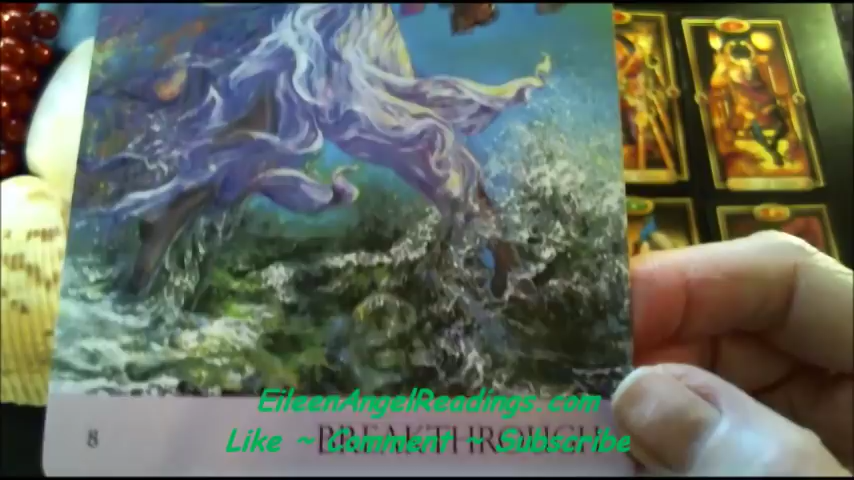 EileenAngelReadings.com
8 BREAKTHROUGH
Like ~ Comment ~ Subscribe